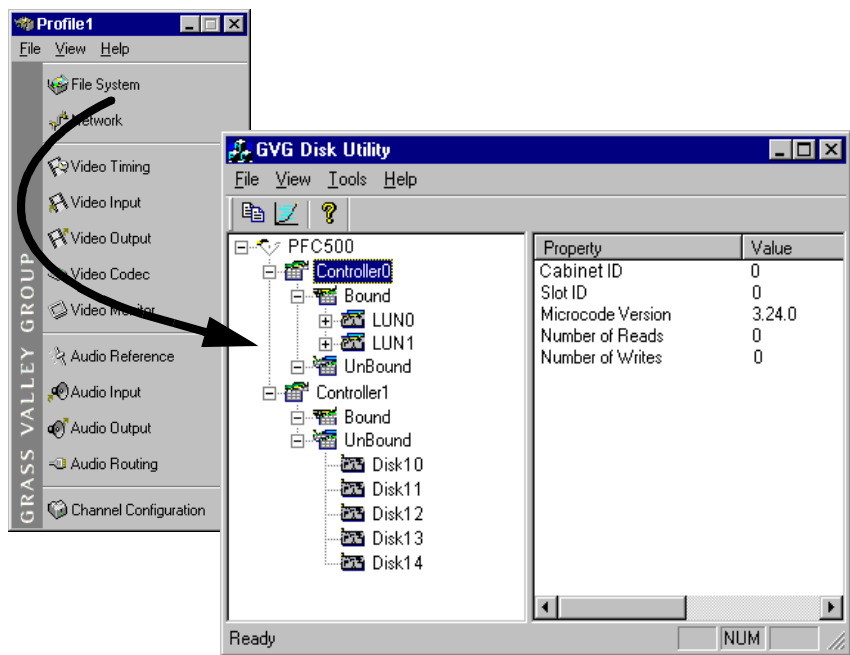 Profile1
File View Help
File System
Network
Video Timing
Video Input
Video Output
Video Codec
Video Monitor
Audio Reference
Audio Input
Audio Output
Audio Routing
Channel Configuration
GRASS VALLEY GROUP
GVG Disk Utility
File View Tools Help
PFC500
Controller0
Bound
LUN0
LUN1
UnBound
Controller1
Bound
UnBound
Disk10
Disk11
Disk12
Disk13
Disk14
Property Value
Cabinet ID 0
Slot ID 0
Microcode Version 3.24.0
Number of Reads 0
Number of Writes 0
Ready NUM